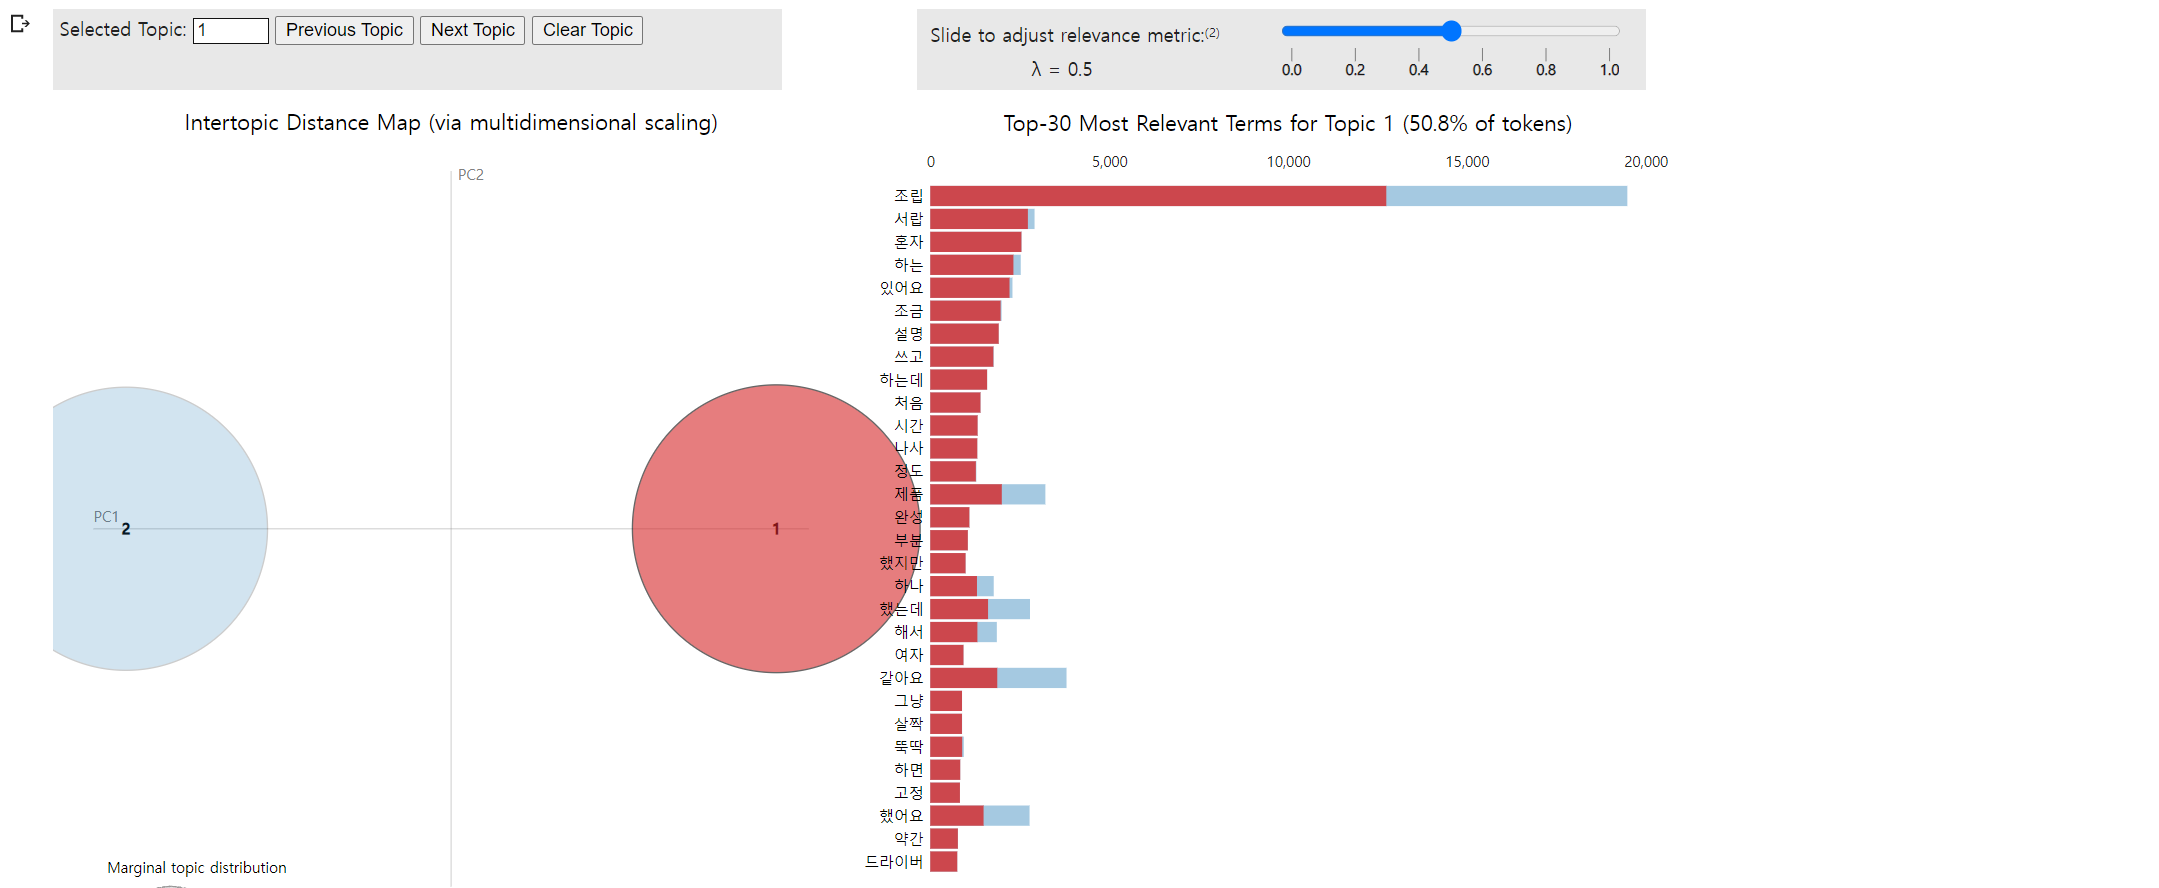 Selected Topic: 1 Previous Topic Next Topic Clear Topic
Slide to adjust relevance metric:(2)
λ = 0.5
0.0 0.2 0.4 0.6 0.8 1.0
Intertopic Distance Map (via multidimensional scaling)
PC2
PC1
2
1
Marginal topic distribution
Top-30 Most Relevant Terms for Topic 1 (50.8% of tokens)
0 5,000 10,000 15,000 20,000
조립
서랍
혼자
하는
있어요
조금
설명
쓰고
하는데
처음
시간
나사
정도
제품
완성
부분
했지만
하나
했는데
해서
여자
같아요
그냥
살짝
뚝딱
하면
고정
했어요
약간
드라이버